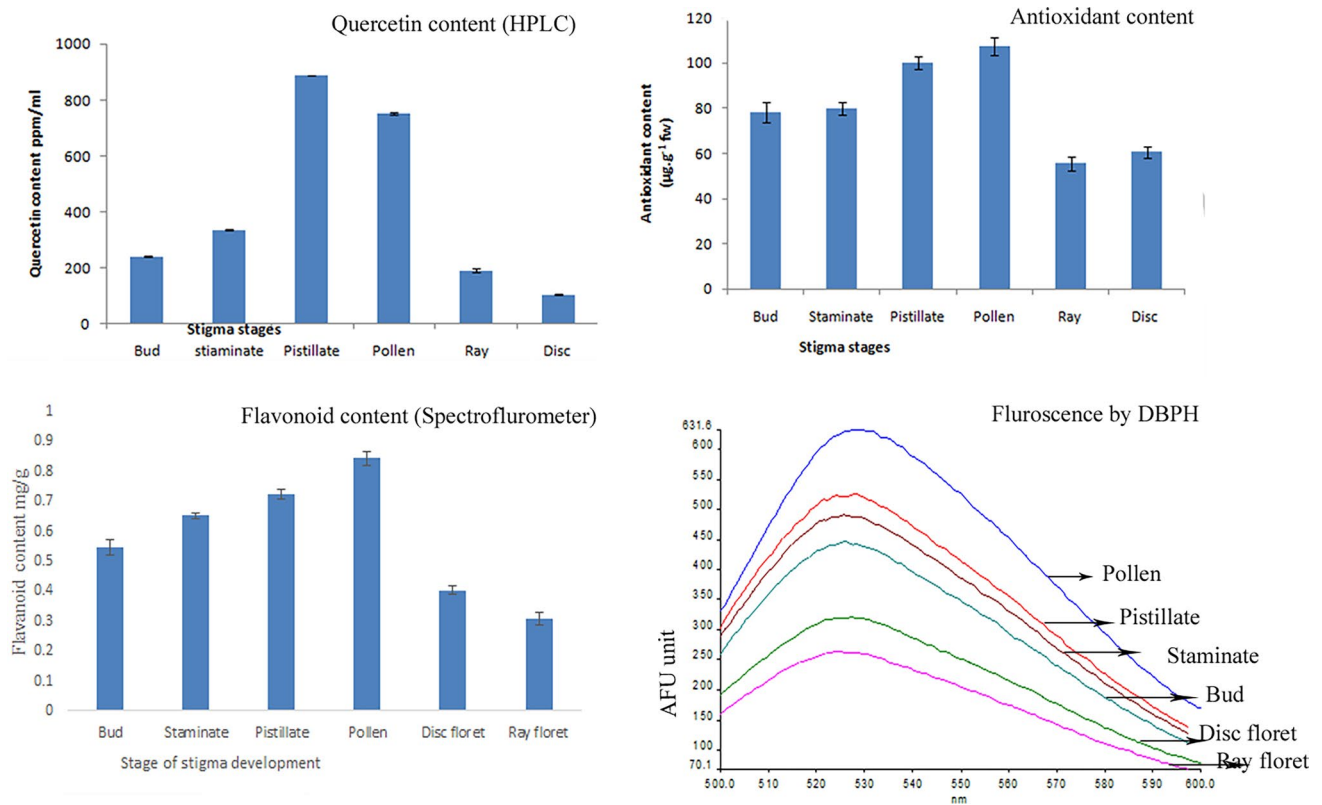 Quercetin content (HPLC)
Quercetin content ppm/ml
1000
800
600
400
200
0
Stigma stages
Bud stiaminate Pistillate Pollen Ray Disc
Antioxidant content
Antioxidant content
(µg.g⁻¹ fw)
120
100
80
60
40
20
0
Bud Staminate Pistillate Pollen Ray Disc
Stigma stages
Flavonoid content (Spectroflurometer)
Flavanoid content mg/g
1
0.9
0.8
0.7
0.6
0.5
0.4
0.3
0.2
0.1
0
Bud Staminate Pistillate Pollen Disc floret Ray floret
Stage of stigma development
Fluroscence by DBPH
AFU unit
631.6
600
550
500
450
400
350
300
250
200
150
100
70.1
Pollen
Pistillate
Staminate
Bud
Disc floret
Ray floret
500.0 510 520 530 540 550 560 570 580 590 600.0
nm